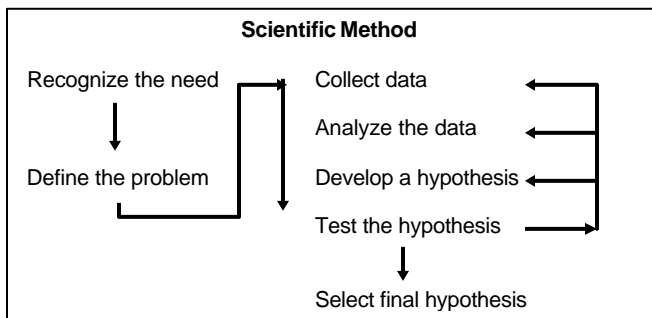 Scientific Method
Recognize the need
Define the problem
Collect data
Analyze the data
Develop a hypothesis
Test the hypothesis
Select final hypothesis